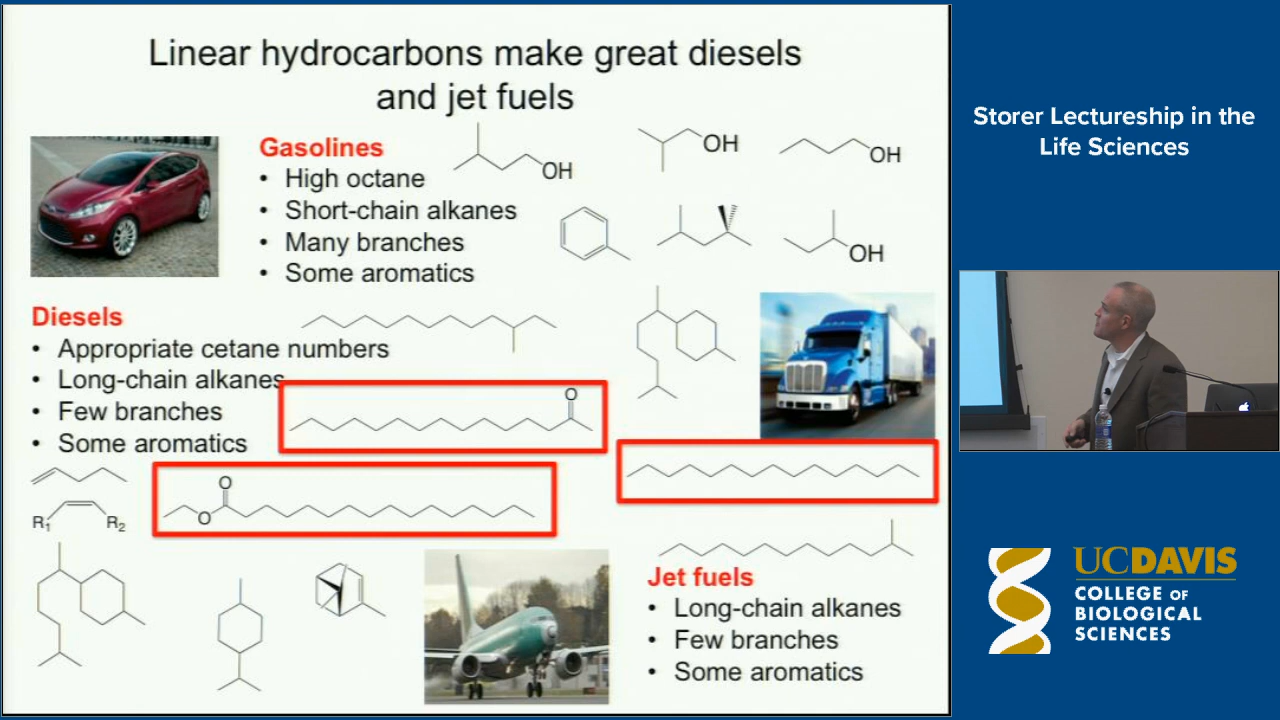 Linear hydrocarbons make great diesels
and jet fuels
Gasolines
• High octane
• Short-chain alkanes
• Many branches
• Some aromatics
OH
OH
OH
OH
Diesels
• Appropriate cetane numbers
• Long-chain alkanes
• Few branches
• Some aromatics
O
O
O
R1
R2
Jet fuels
• Long-chain alkanes
• Few branches
• Some aromatics
Storer Lectureship in the
Life Sciences
UCDAVIS
COLLEGE OF
BIOLOGICAL
SCIENCES